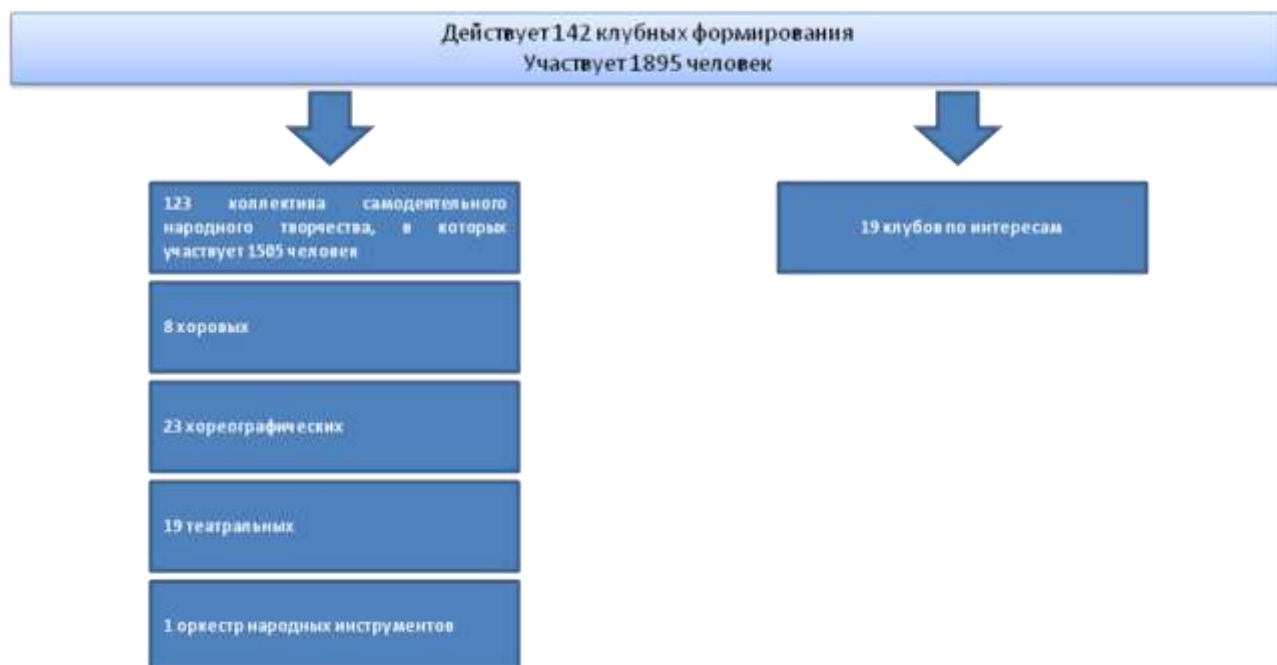 Действует 142 клубных формирования
Участвует 1895 человек
123 коллектива самодеятельного
народного творчества, в которых
участвует 1505 человек
19 клубов по интересам
8 хоровых
23 хореографических
19 театральных
1 оркестр народных инструментов